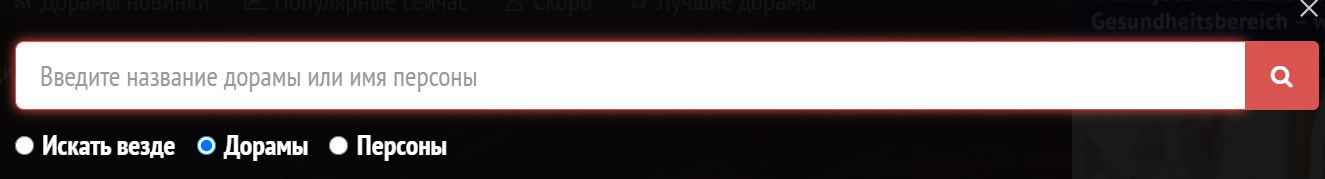 Дорамы новинки Популярные сейчас Скоро Лучшие дорамы
Gesundheitsbereich –
Введите название дорамы или имя персоны
Искать везде Дорамы Персоны